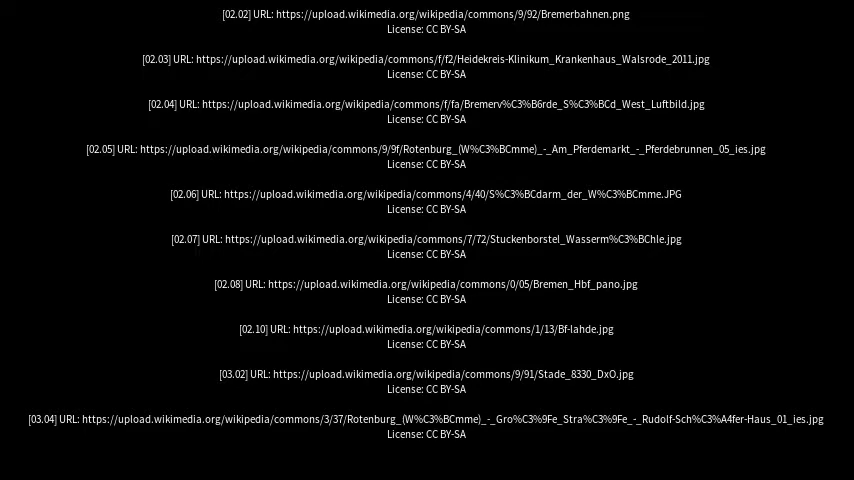 [02.02] URL: https://upload.wikimedia.org/wikipedia/commons/9/92/Bremerbahnen.png
License: CC BY-SA
[02.03] URL: https://upload.wikimedia.org/wikipedia/commons/f/f2/Heidekreis-Klinikum_Krankenhaus_Walsrode_2011.jpg
License: CC BY-SA
[02.04] URL: https://upload.wikimedia.org/wikipedia/commons/f/fa/Bremerv%C3%B6rde_S%C3%BCd_West_Luftbild.jpg
License: CC BY-SA
[02.05] URL: https://upload.wikimedia.org/wikipedia/commons/9/9f/Rotenburg_(W%C3%BCmme)_-_Am_Pferdemarkt_-_Pferdebrunnen_05_ies.jpg
License: CC BY-SA
[02.06] URL: https://upload.wikimedia.org/wikipedia/commons/4/40/S%C3%BCdarm_der_W%C3%BCmme.JPG
License: CC BY-SA
[02.07] URL: https://upload.wikimedia.org/wikipedia/commons/7/72/Stuckenborstel_Wasserm%C3%BChle.jpg
License: CC BY-SA
[02.08] URL: https://upload.wikimedia.org/wikipedia/commons/0/05/Bremen_Hbf_pano.jpg
License: CC BY-SA
[02.10] URL: https://upload.wikimedia.org/wikipedia/commons/1/13/Bf-lahde.jpg
License: CC BY-SA
[03.02] URL: https://upload.wikimedia.org/wikipedia/commons/9/91/Stade_8330_DxO.jpg
License: CC BY-SA
[03.04] URL: https://upload.wikimedia.org/wikipedia/commons/3/37/Rotenburg_(W%C3%BCmme)_-_Gro%C3%9Fe_Stra%C3%9Fe_-_Rudolf-Sch%C3%A4fer-Haus_01_ies.jpg
License: CC BY-SA